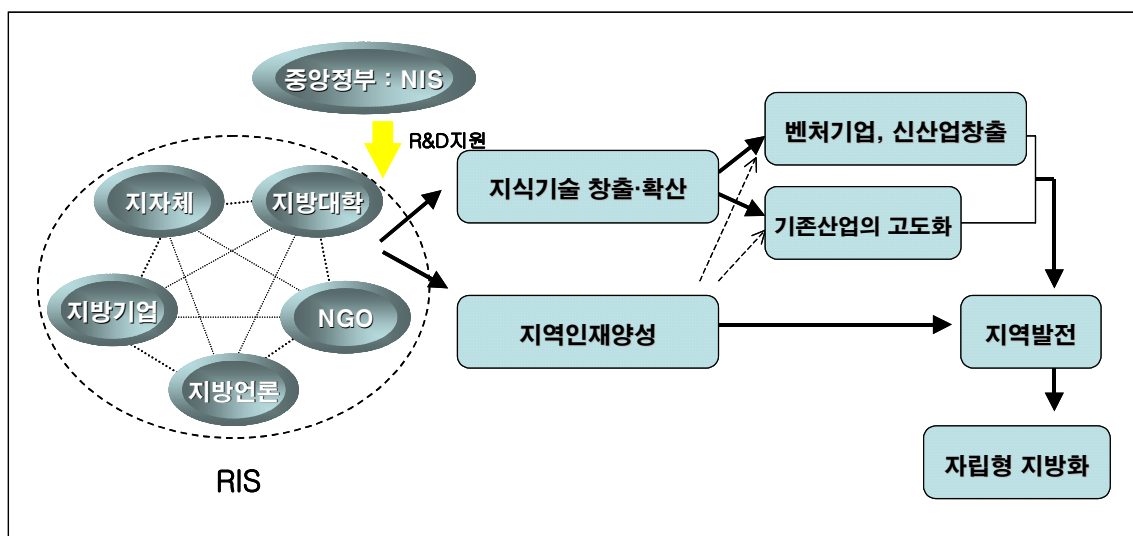 중앙정부 : NIS
R&D지원
지자체
지방대학
지방기업
NGO
지방언론
RIS
지식기술 창출·확산
지역인재양성
벤처기업, 신산업창출
기존산업의 고도화
지역발전
자립형 지방화